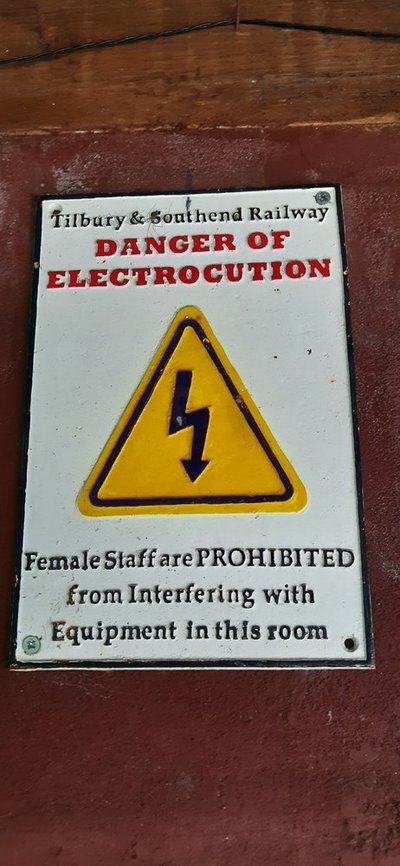 Tilbury & Southend Railway
DANGER OF
ELECTROCUTION
Female Staff are PROHIBITED
from Interfering with
Equipment in this room